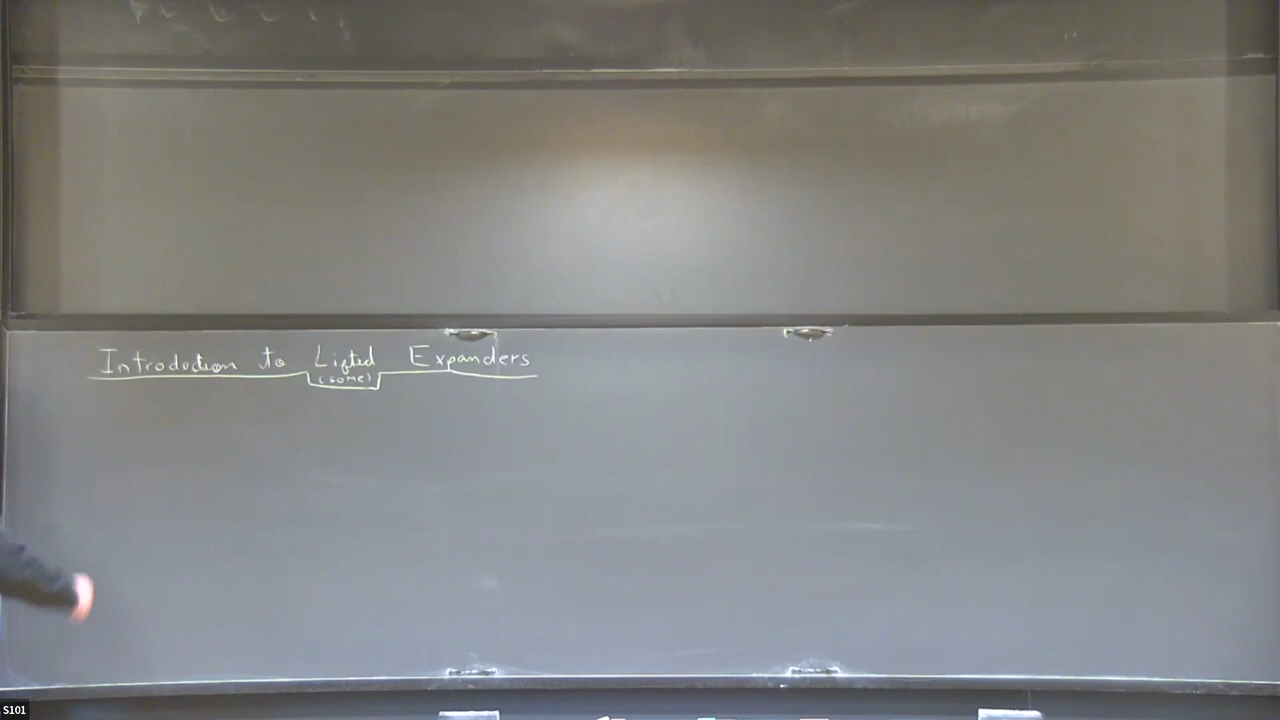 Introduction to Lifted Expanders
(some)
S101